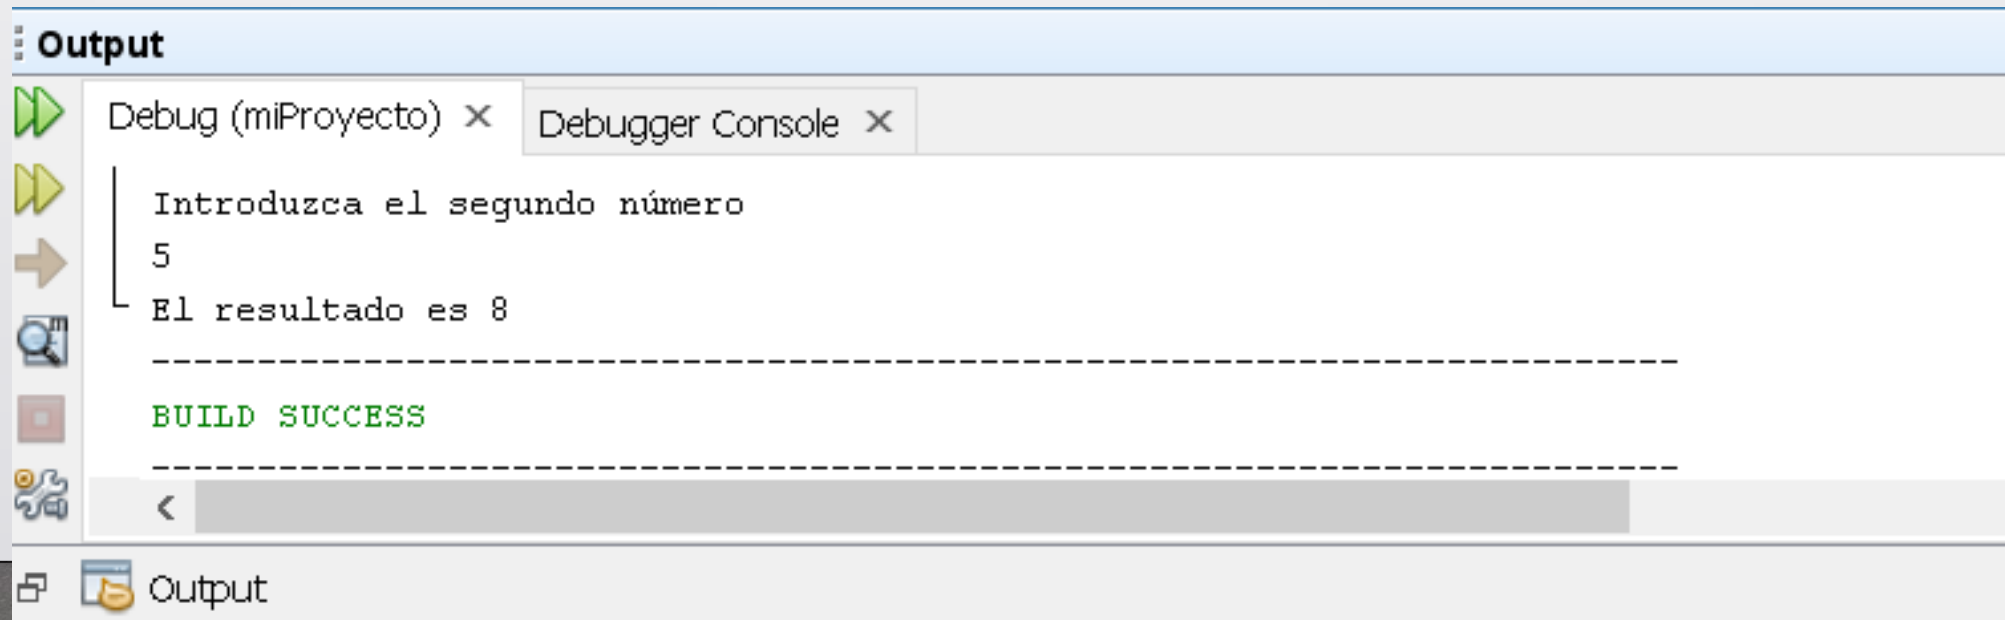 Output
Debug (miProyecto) Debugger Console
Introduzca el segundo número
5
El resultado es 8
------------------------------------------------------------------------
BUILD SUCCESS
------------------------------------------------------------------------
Output